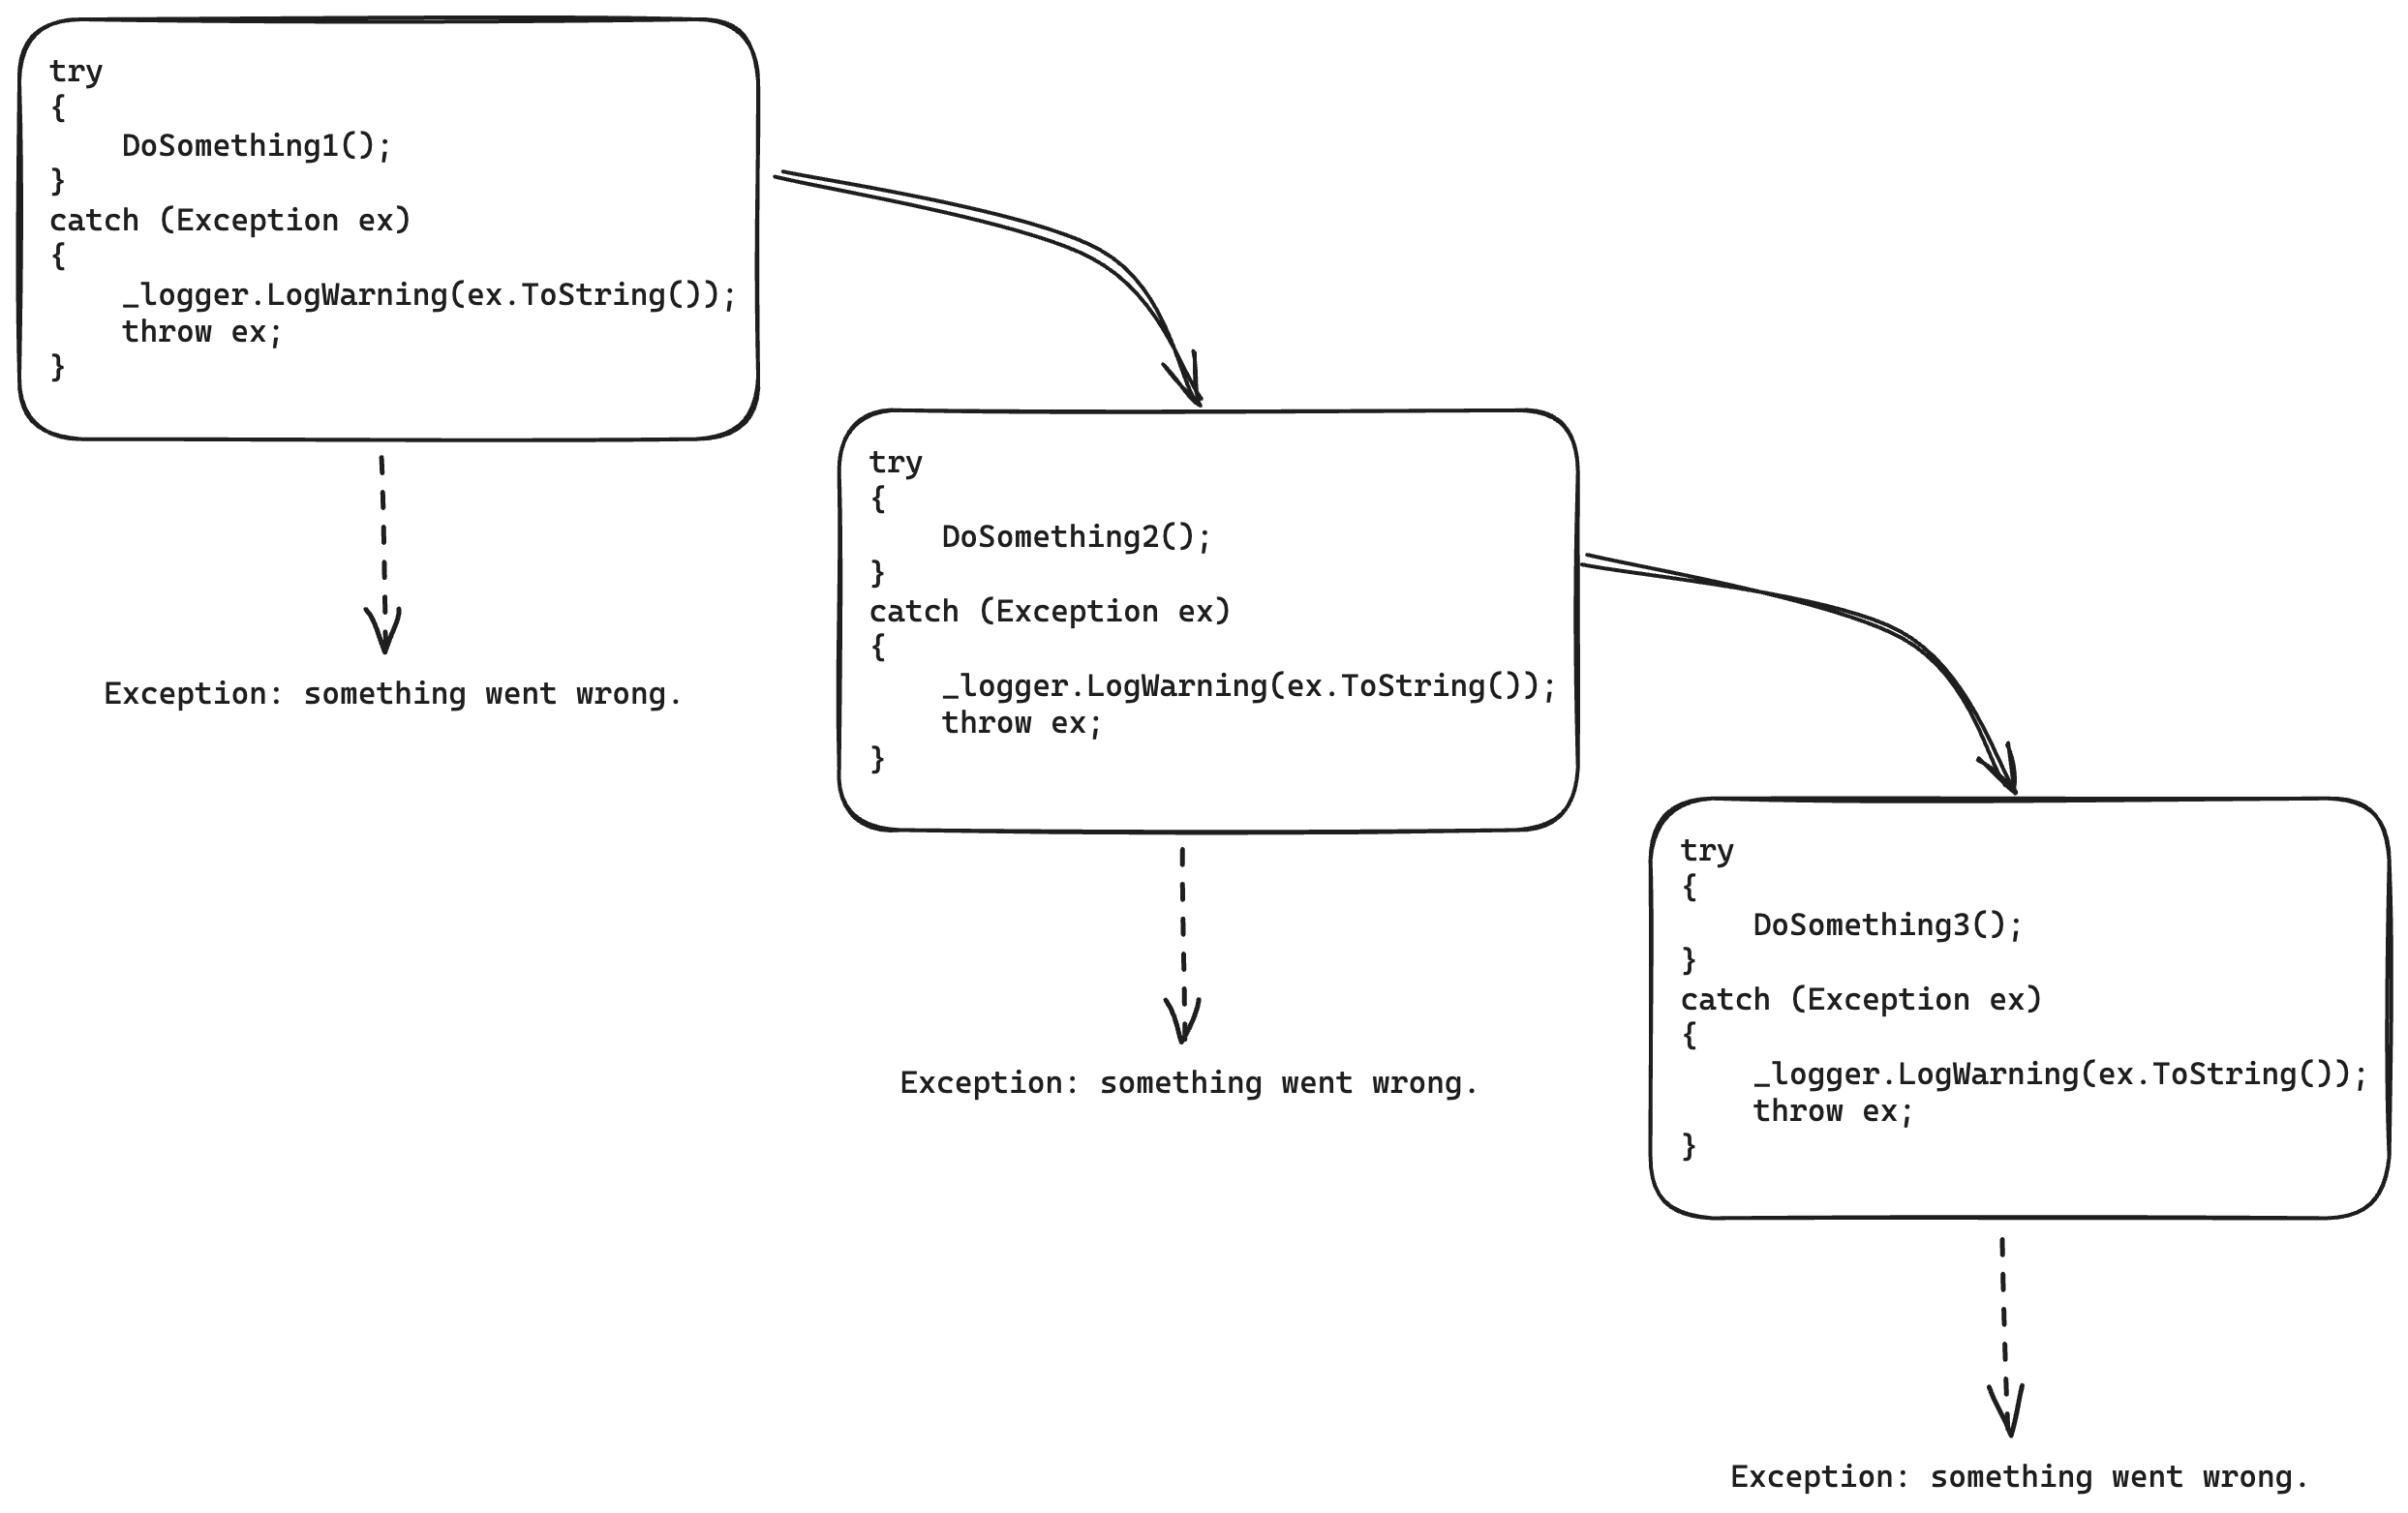 try
{
    DoSomething1();
}
catch (Exception ex)
{
    _logger.LogWarning(ex.ToString());
    throw ex;
}
Exception: something went wrong.
try
{
    DoSomething2();
}
catch (Exception ex)
{
    _logger.LogWarning(ex.ToString());
    throw ex;
}
Exception: something went wrong.
try
{
    DoSomething3();
}
catch (Exception ex)
{
    _logger.LogWarning(ex.ToString());
    throw ex;
}
Exception: something went wrong.